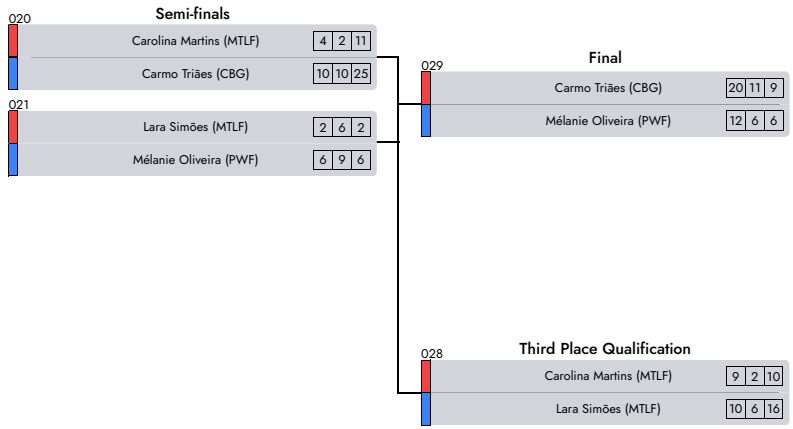 Semi-finals
020
Carolina Martins (MTLF) 4 2 11
Carmo Triães (CBG) 10 10 25
021
Lara Simões (MTLF) 2 6 2
Mélanie Oliveira (PWF) 6 9 6
Final
029
Carmo Triães (CBG) 20 11 9
Mélanie Oliveira (PWF) 12 6 6
Third Place Qualification
028
Carolina Martins (MTLF) 9 2 10
Lara Simões (MTLF) 10 6 16